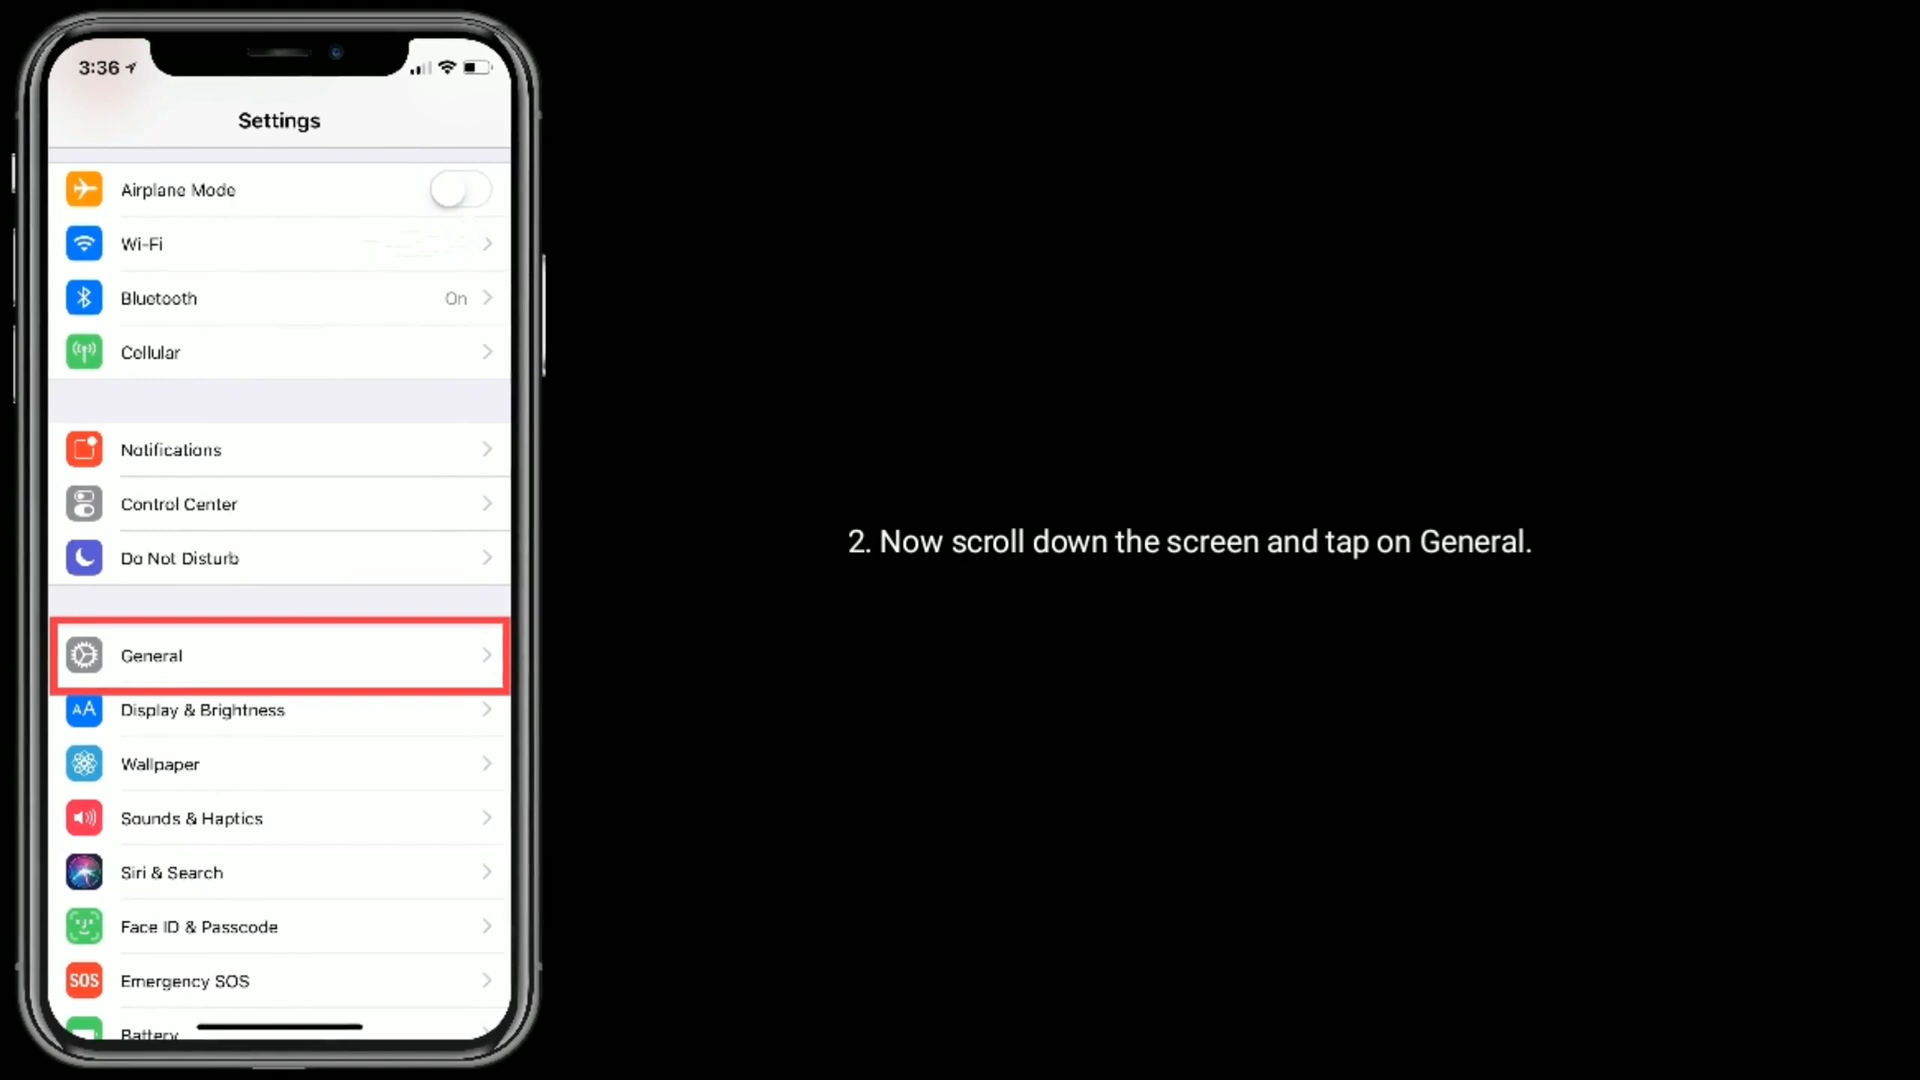 3:36
Settings
Airplane Mode
Wi-Fi
Bluetooth On
Cellular
Notifications
Control Center
Do Not Disturb
General
AA Display & Brightness
Wallpaper
Sounds & Haptics
Siri & Search
Face ID & Passcode
SOS Emergency SOS
Battery
2. Now scroll down the screen and tap on General.